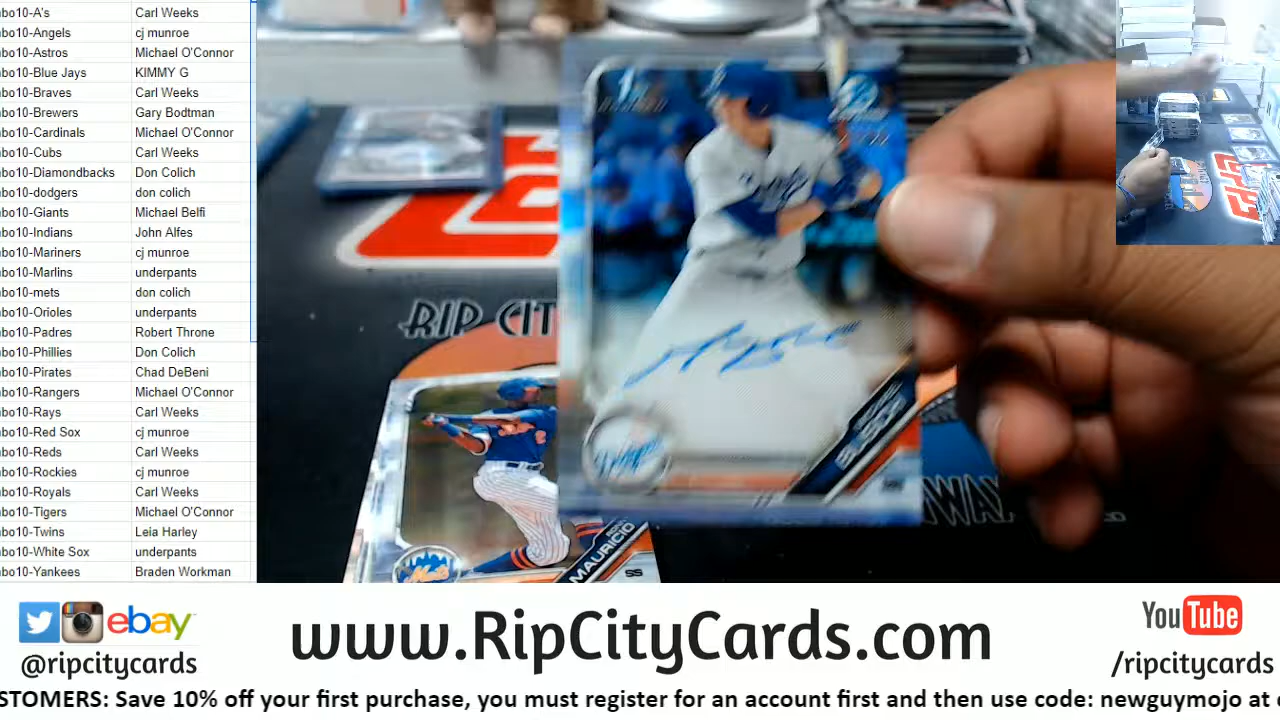 bo10-A's Carl Weeks
bo10-Angels cj munroe
bo10-Astros Michael O'Connor
bo10-Blue Jays KIMMY G
bo10-Braves Carl Weeks
bo10-Brewers Gary Bodtman
bo10-Cardinals Michael O'Connor
bo10-Cubs Carl Weeks
bo10-Diamondbacks Don Colich
bo10-dodgers don colich
bo10-Giants Michael Belfi
bo10-Indians John Alfes
bo10-Mariners cj munroe
bo10-Marlins underpants
bo10-mets don colich
bo10-Orioles underpants
bo10-Padres Robert Throne
bo10-Phillies Don Colich
bo10-Pirates Chad DeBeni
bo10-Rangers Michael O'Connor
bo10-Rays Carl Weeks
bo10-Red Sox cj munroe
bo10-Reds Carl Weeks
bo10-Rockies cj munroe
bo10-Royals Carl Weeks
bo10-Tigers Michael O'Connor
bo10-Twins Leia Harley
bo10-White Sox underpants
bo10-Yankees Braden Workman
RIP CIT
Mets
MAURICIO
SS
ebay
@ripcitycards
www.RipCityCards.com
YouTube
/ripcitycards
STOMERS: Save 10% off your first purchase, you must register for an account first and then use code: newguymojo at